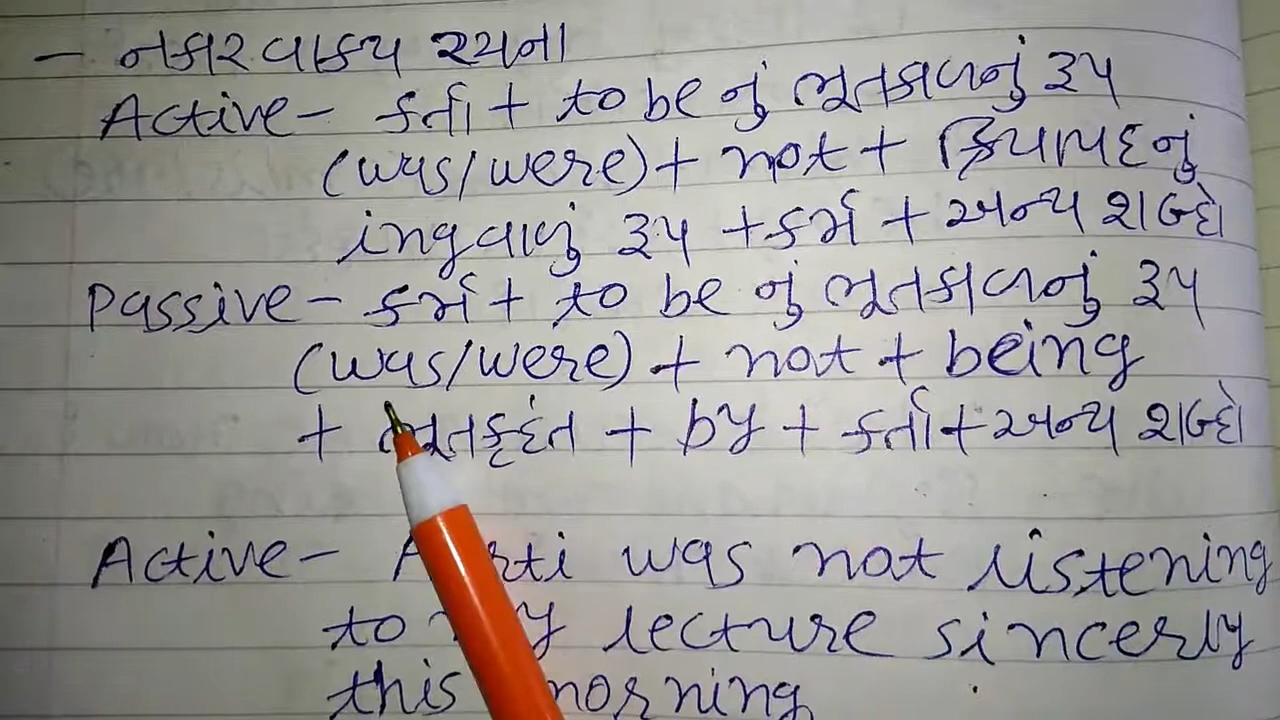 - નકાર વાક્ય રચના
Active - કર્તા + to be નું ભૂતકાળનું રૂપ
(was/were) + not + ક્રિયાપદનું
ing વાળું રૂપ + કર્મ + અન્ય શબ્દો
Passive - કર્મ + to be નું ભૂતકાળનું રૂપ
(was/were) + not + being
+ ભૂતકૃદંત + by + કર્તા + અન્ય શબ્દો
Active - was not listening
to lecture sincerly
this morning